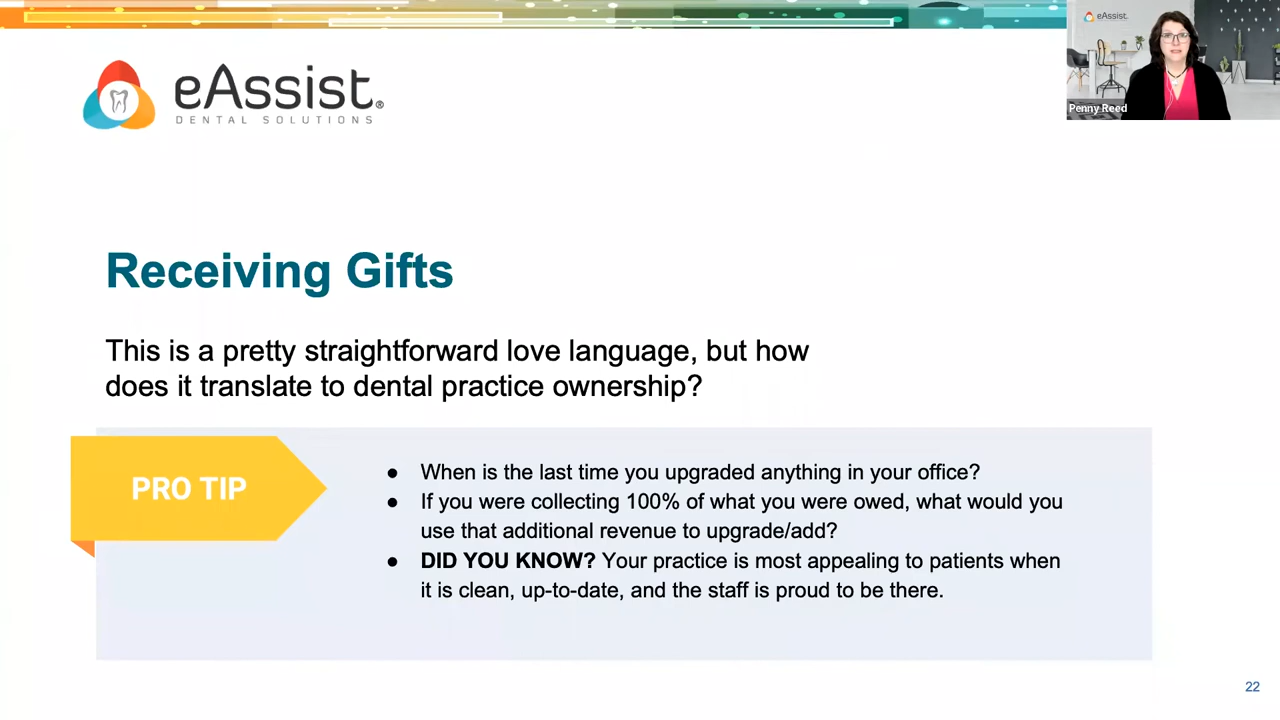 eAssist.
Penny Reed
eAssist®
DENTAL SOLUTIONS
Receiving Gifts
This is a pretty straightforward love language, but how
does it translate to dental practice ownership?
PRO TIP
● When is the last time you upgraded anything in your office?
● If you were collecting 100% of what you were owed, what would you
use that additional revenue to upgrade/add?
● DID YOU KNOW? Your practice is most appealing to patients when
it is clean, up-to-date, and the staff is proud to be there.
22